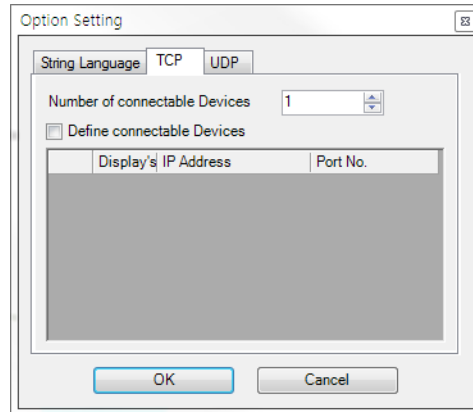 Option Setting
String Language TCP UDP
Number of connectable Devices 1
Define connectable Devices
Display's IP Address Port No.
OK Cancel